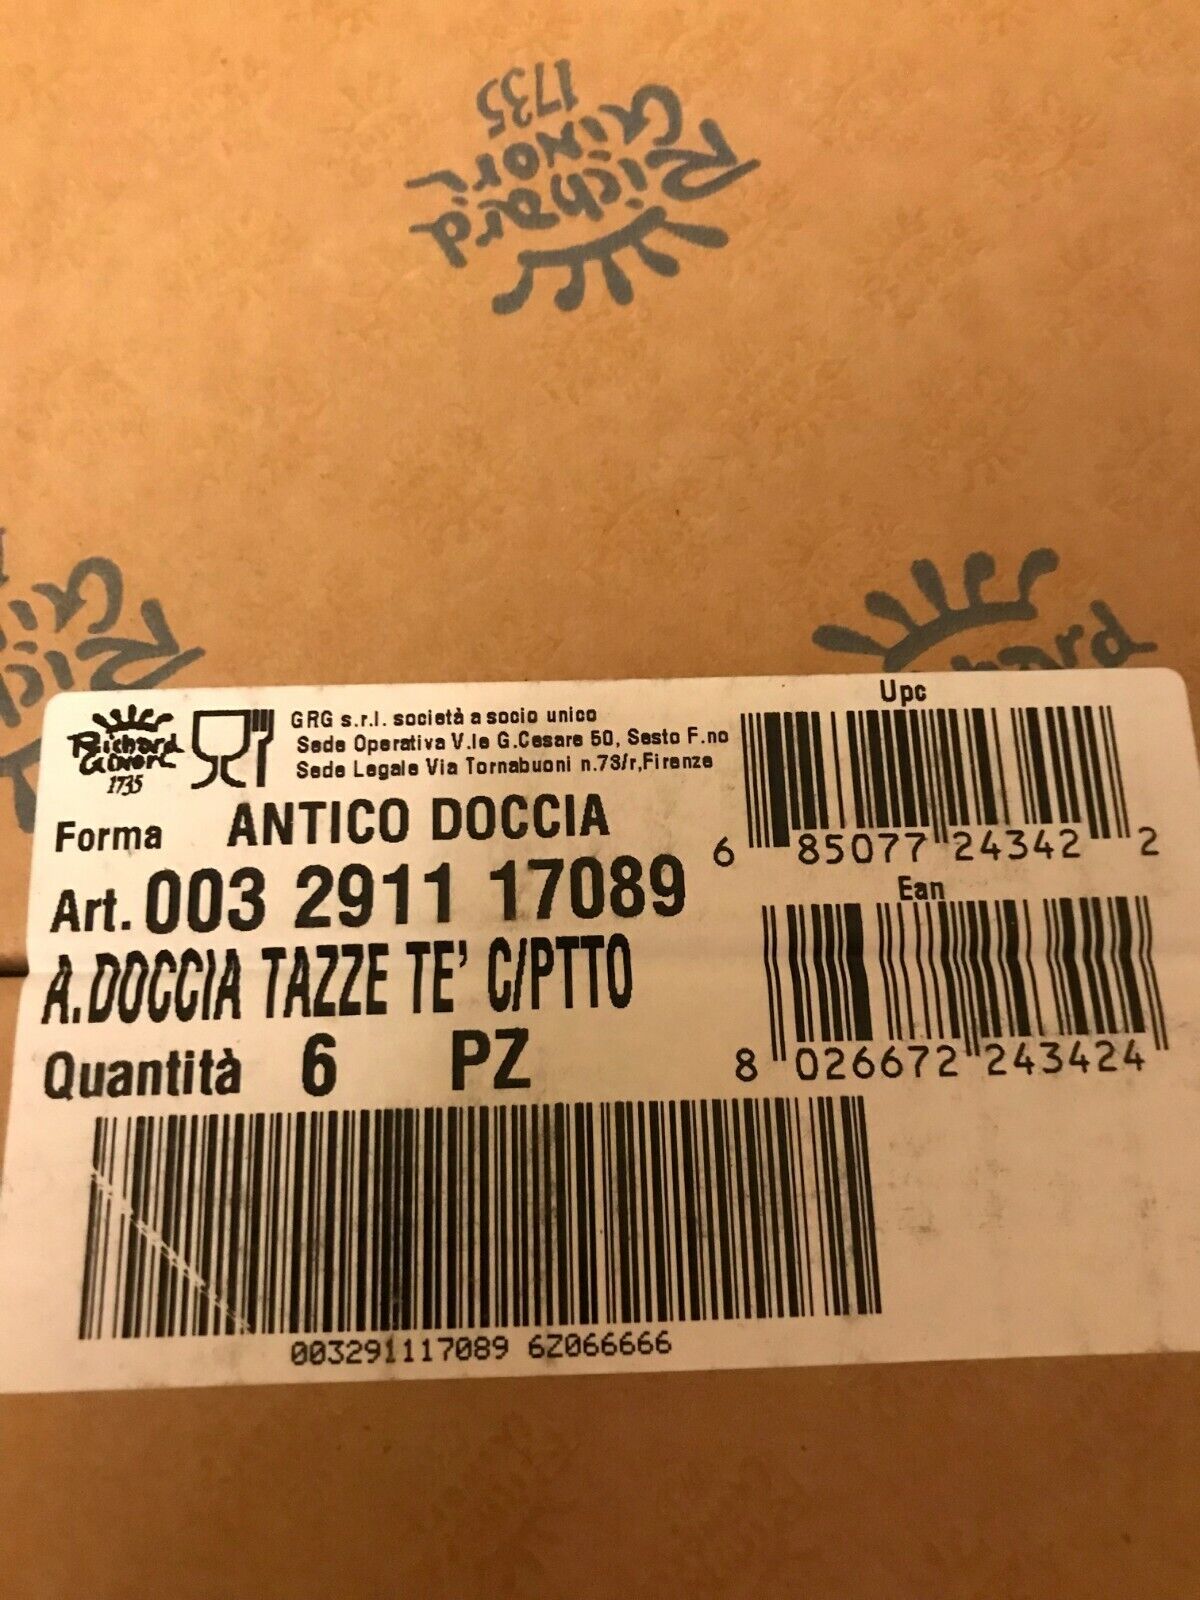 Richard
Ginori
1735
Richard
Richard
Ginori
1735
GRG s.r.l. società a socio unico
Sede Operativa V.le G.Cesare 50, Sesto F.no
Sede Legale Via Tornabuoni n.73/r,Firenze
Forma ANTICO DOCCIA
Art. 003 2911 17089
A.DOCCIA TAZZE TE' C/PTTO
Quantità 6 PZ
003291117089 6Z066666
Upc
6 85077 24342 2
Ean
8 026672 243424